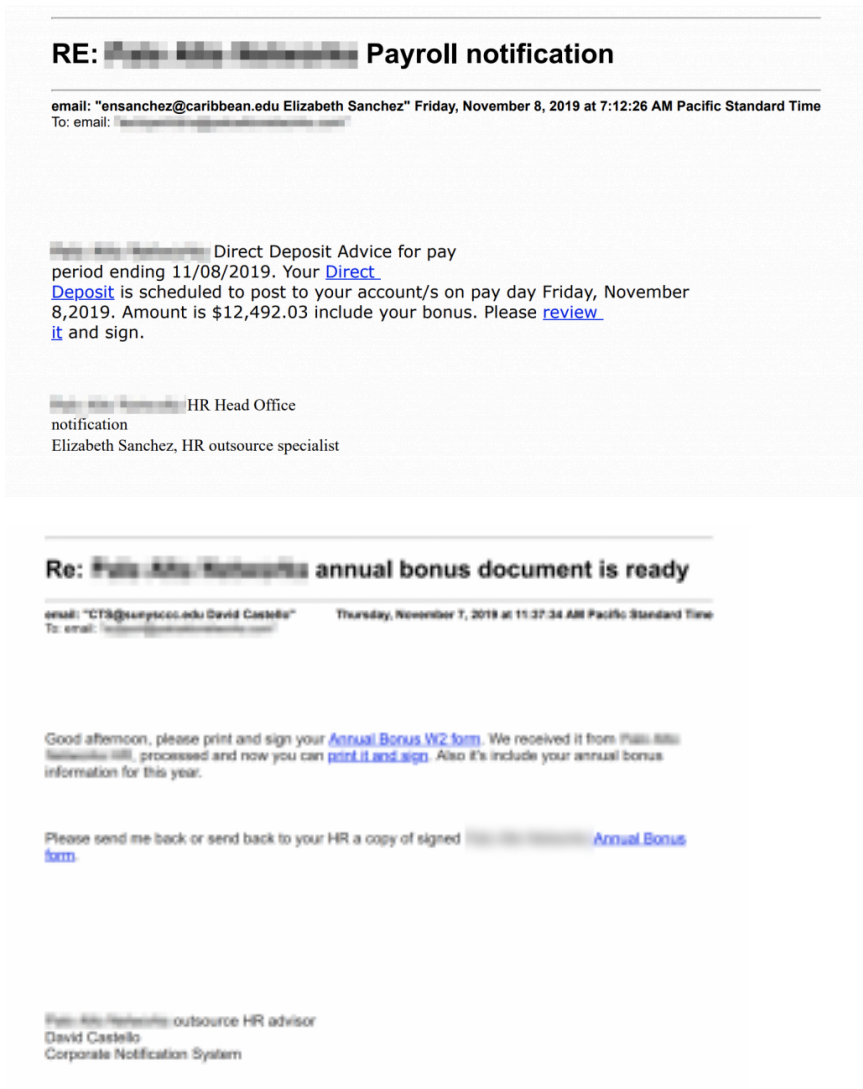 RE: Payroll notification
email: "ensanchez@caribbean.edu Elizabeth Sanchez" Friday, November 8, 2019 at 7:12:26 AM Pacific Standard Time
To: email:
Direct Deposit Advice for pay
period ending 11/08/2019. Your Direct
Deposit is scheduled to post to your account/s on pay day Friday, November
8,2019. Amount is $12,492.03 include your bonus. Please review
it and sign.
HR Head Office
notification
Elizabeth Sanchez, HR outsource specialist
Re: annual bonus document is ready
email: "CTS@sunysccc.edu David Castello" Thursday, November 7, 2019 at 11:37:34 AM Pacific Standard Time
To: email:
Good afternoon, please print and sign your Annual Bonus W2 form. We received it from
, processed and now you can print it and sign. Also it's include your annual bonus
information for this year.
Please send me back or send back to your HR a copy of signed Annual Bonus
form.
outsource HR advisor
David Castello
Corporate Notification System